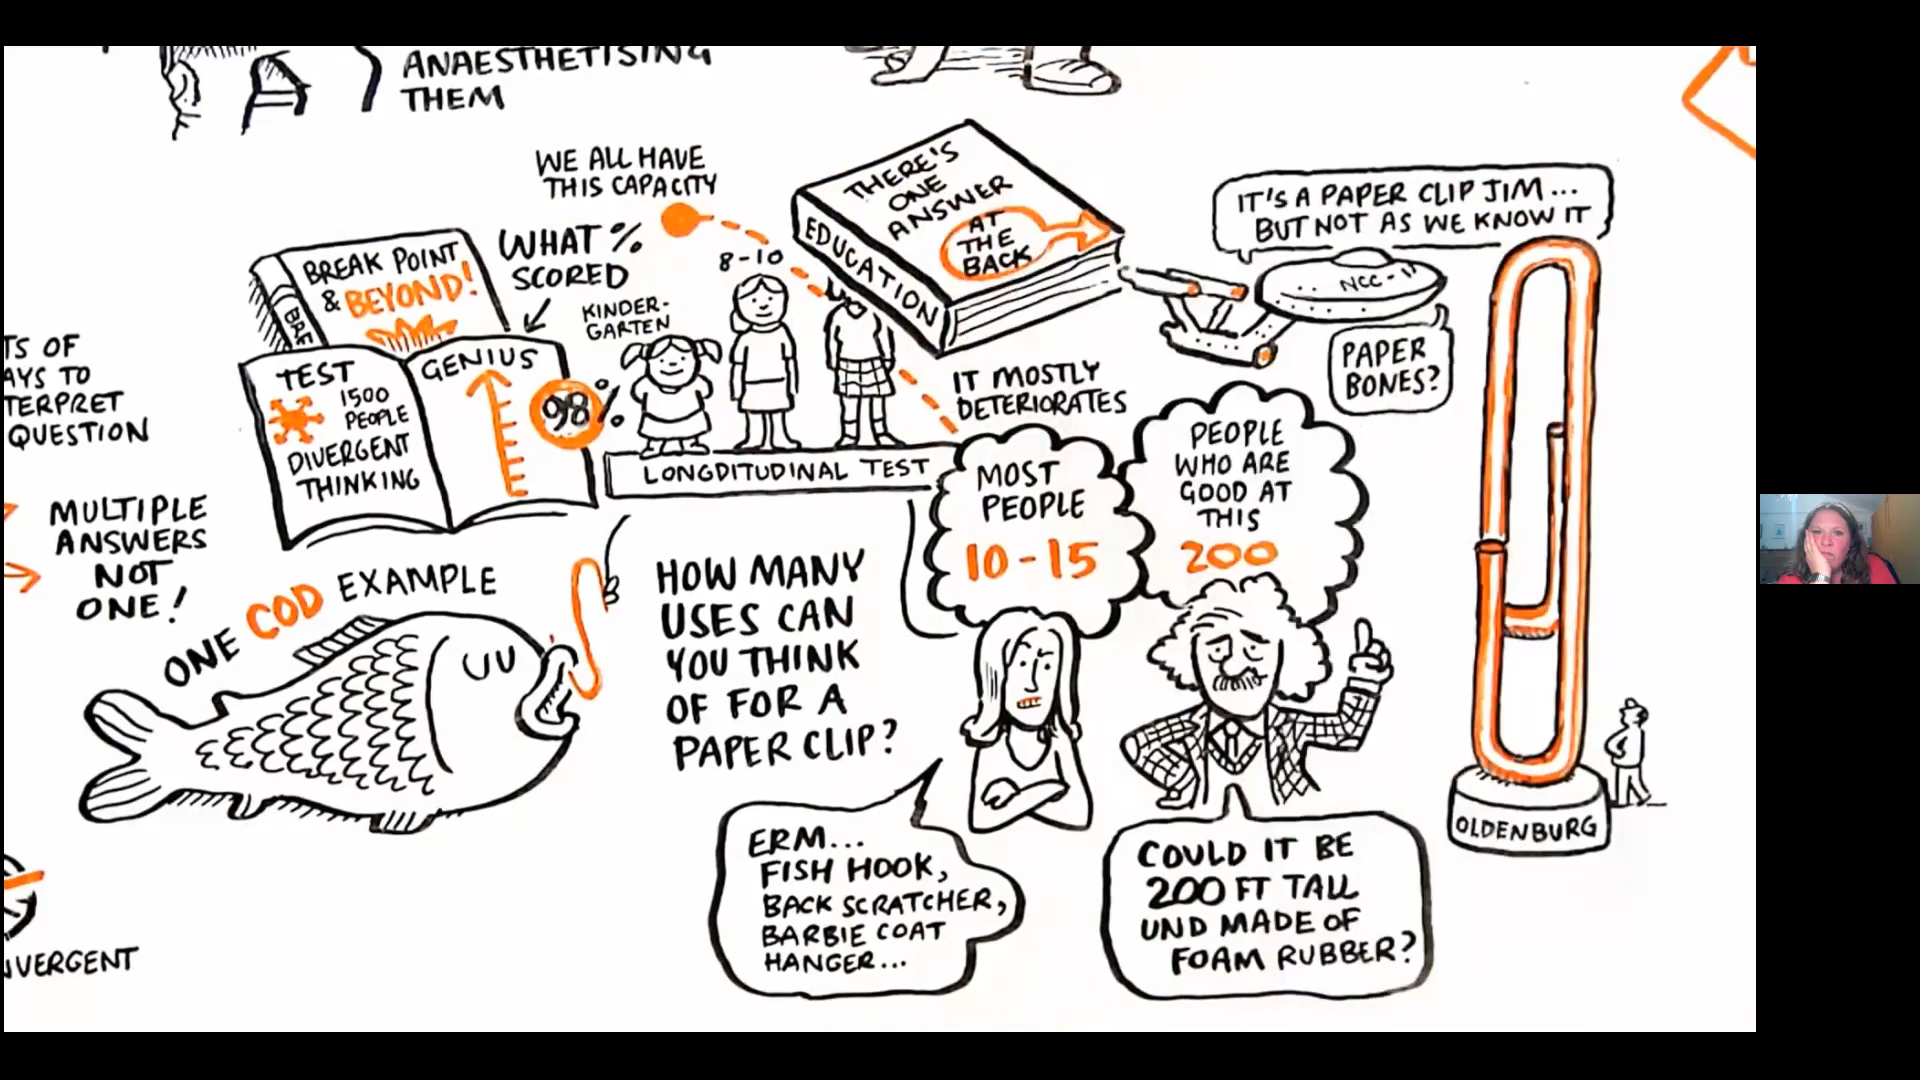 ANAESTHETISING
THEM
WE ALL HAVE
THIS CAPACITY
THERE'S
ONE
ANSWER
AT
THE
BACK
EDUCATION
IT'S A PAPER CLIP JIM...
BUT NOT AS WE KNOW IT
NCC-1
PAPER
BONES?
BREAK POINT
& BEYOND!
BRE
WHAT %
SCORED
8-10
KINDER-
GARTEN
TEST
1500
PEOPLE
DIVERGENT
THINKING
GENIUS
98%
LONGDITUDINAL TEST
IT MOSTLY
DETERIORATES
TS OF
AYS TO
TERPRET
QUESTION
MULTIPLE
ANSWERS
NOT
ONE!
ONE COD EXAMPLE
HOW MANY
USES CAN
YOU THINK
OF FOR A
PAPER CLIP?
MOST
PEOPLE
10-15
PEOPLE
WHO ARE
GOOD AT
THIS
200
ERM...
FISH HOOK,
BACK SCRATCHER,
BARBIE COAT
HANGER...
COULD IT BE
200 FT TALL
UND MADE OF
FOAM RUBBER?
OLDENBURG
VERGENT